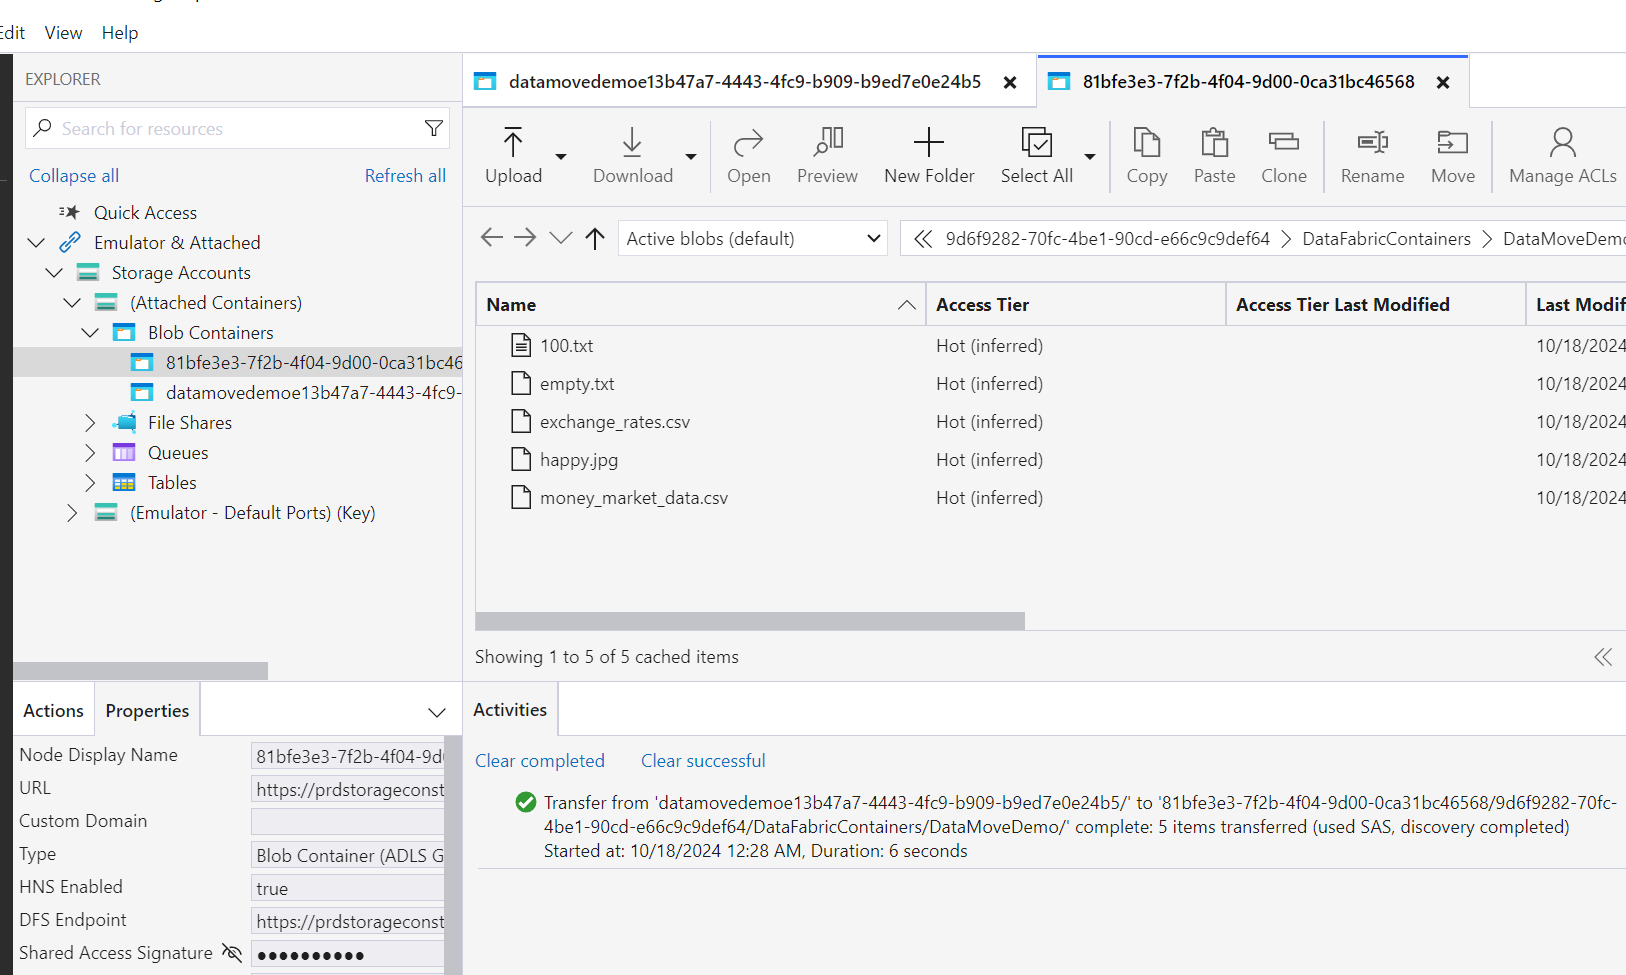 Edit View Help
EXPLORER
Search for resources
Collapse all Refresh all
Quick Access
Emulator & Attached
Storage Accounts
(Attached Containers)
Blob Containers
81bfe3e3-7f2b-4f04-9d00-0ca31bc46
datamovedemoe13b47a7-4443-4fc9-
File Shares
Queues
Tables
(Emulator - Default Ports) (Key)
Actions Properties
Node Display Name 81bfe3e3-7f2b-4f04-9d
URL https://prdstorageconst
Custom Domain
Type Blob Container (ADLS G
HNS Enabled true
DFS Endpoint https://prdstorageconst
Shared Access Signature ●●●●●●●●●●
datamovedemoe13b47a7-4443-4fc9-b909-b9ed7e0e24b5 81bfe3e3-7f2b-4f04-9d00-0ca31bc46568
Upload Download Open Preview New Folder Select All Copy Paste Clone Rename Move Manage ACLs
Active blobs (default) 9d6f9282-70fc-4be1-90cd-e66c9c9def64 DataFabricContainers DataMoveDemo
Name Access Tier Access Tier Last Modified Last Modif
100.txt Hot (inferred) 10/18/2024
empty.txt Hot (inferred) 10/18/2024
exchange_rates.csv Hot (inferred) 10/18/2024
happy.jpg Hot (inferred) 10/18/2024
money_market_data.csv Hot (inferred) 10/18/2024
Showing 1 to 5 of 5 cached items
Activities
Clear completed Clear successful
Transfer from 'datamovedemoe13b47a7-4443-4fc9-b909-b9ed7e0e24b5/' to '81bfe3e3-7f2b-4f04-9d00-0ca31bc46568/9d6f9282-70fc-
4be1-90cd-e66c9c9def64/DataFabricContainers/DataMoveDemo/' complete: 5 items transferred (used SAS, discovery completed)
Started at: 10/18/2024 12:28 AM, Duration: 6 seconds